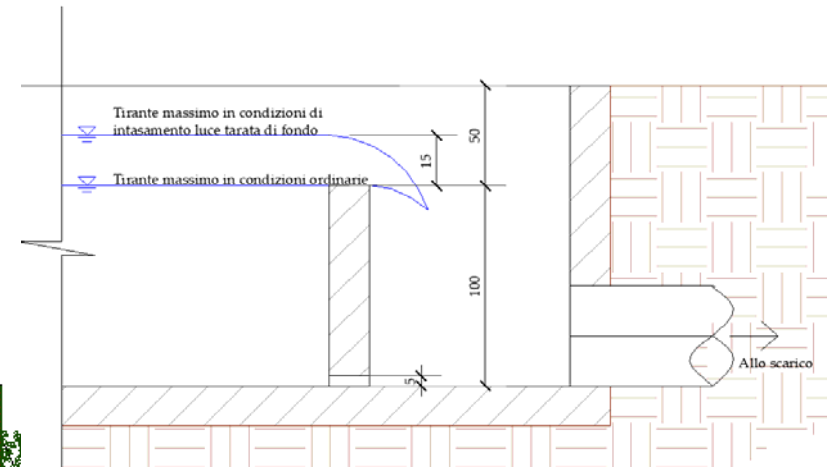 Tirante massimo in condizioni di
intasamento luce tarata di fondo
50
15
Tirante massimo in condizioni ordinarie
100
5
Allo scarico